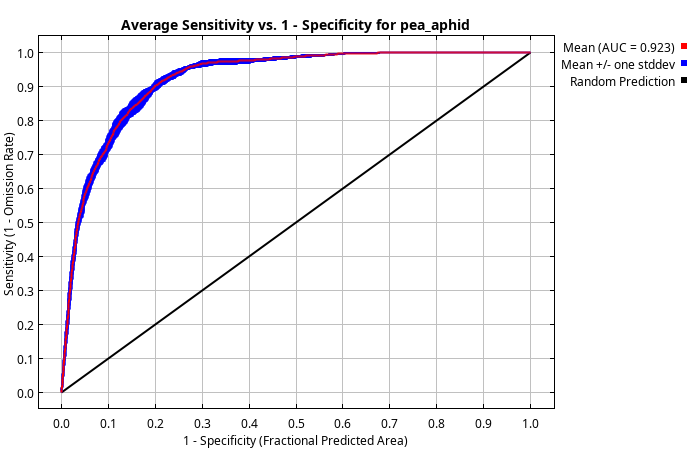 Average Sensitivity vs. 1 - Specificity for pea_aphid
Mean (AUC = 0.923)
Mean +/- one stddev
Random Prediction
Sensitivity (1 - Omission Rate)
1.0
0.9
0.8
0.7
0.6
0.5
0.4
0.3
0.2
0.1
0.0
0.0 0.1 0.2 0.3 0.4 0.5 0.6 0.7 0.8 0.9 1.0
1 - Specificity (Fractional Predicted Area)